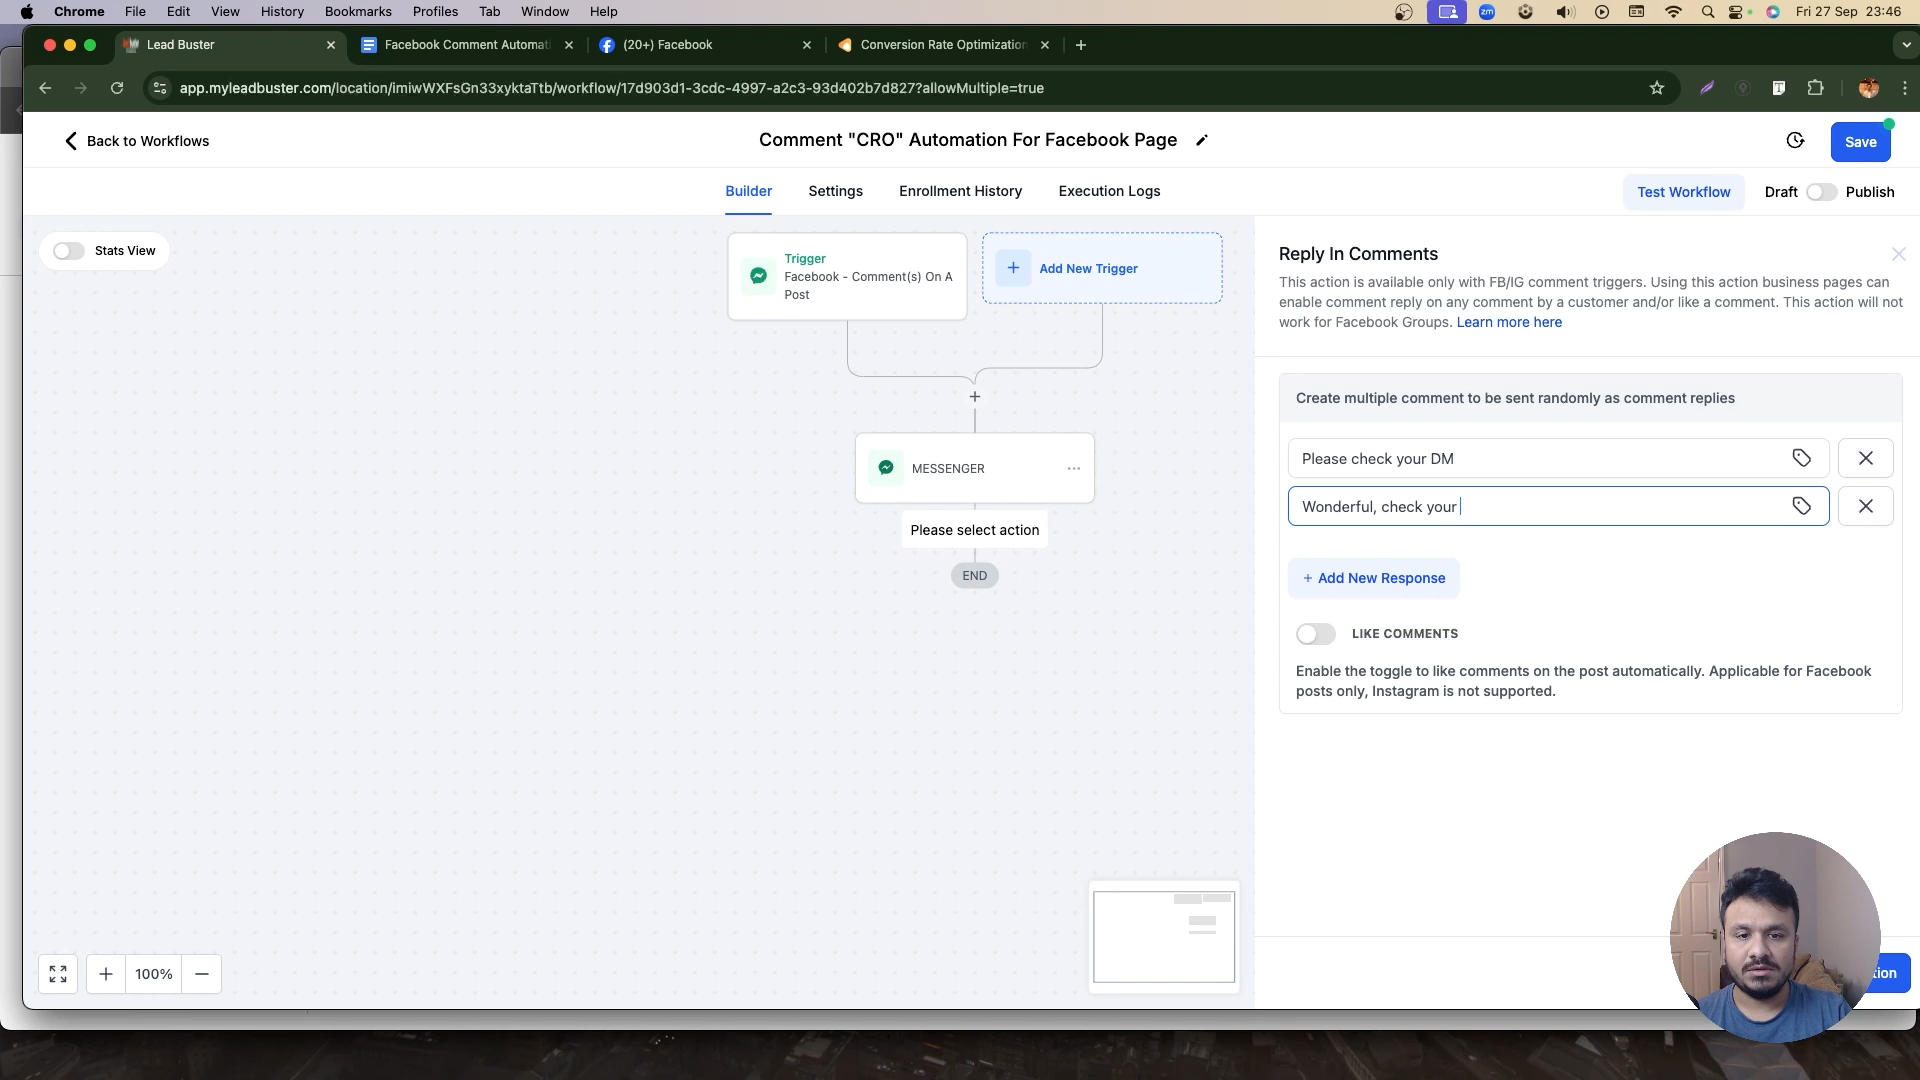 Chrome File Edit View History Bookmarks Profiles Tab Window Help zm Fri 27 Sep 23:46
Lead Buster Facebook Comment Automati (20+) Facebook Conversion Rate Optimization
app.myleadbuster.com/location/imiwWXFsGn33xyktaTtb/workflow/17d903d1-3cdc-4997-a2c3-93d402b7d827?allowMultiple=true
Back to Workflows
Comment "CRO" Automation For Facebook Page
Save
Builder Settings Enrollment History Execution Logs
Test Workflow Draft Publish
Stats View
Trigger
Facebook - Comment(s) On A
Post
Add New Trigger
MESSENGER
Please select action
END
100%
Reply In Comments
This action is available only with FB/IG comment triggers. Using this action business pages can
enable comment reply on any comment by a customer and/or like a comment. This action will not
work for Facebook Groups. Learn more here
Create multiple comment to be sent randomly as comment replies
Please check your DM
Wonderful, check your
+ Add New Response
LIKE COMMENTS
Enable the toggle to like comments on the post automatically. Applicable for Facebook
posts only, Instagram is not supported.